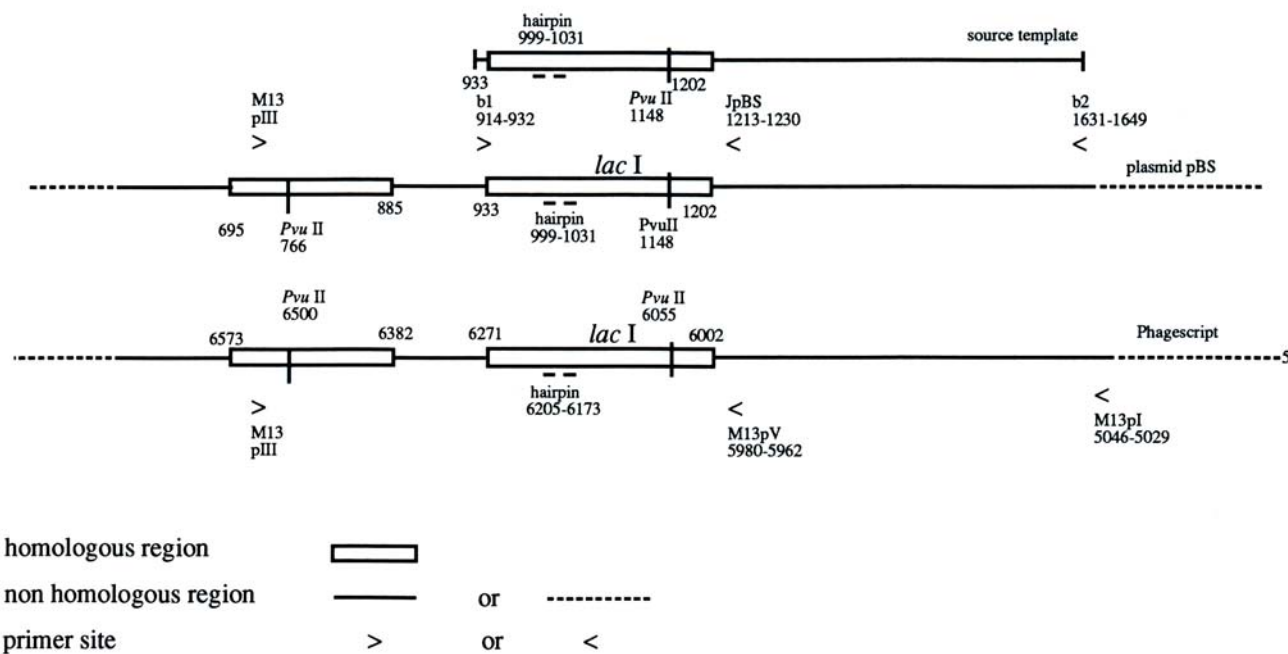 hairpin
999-1031
source template
933
1202
M13
pIII
b1
914-932
Pvu II
1148
JpBS
1213-1230
b2
1631-1649
>
>
<
<
lac I
plasmid pBS
695
885
933
1202
Pvu II
766
hairpin
999-1031
PvuII
1148
Pvu II
6500
Pvu II
6055
6573
6382
6271
lac I
6002
Phagescript
5
hairpin
6205-6173
>
<
<
M13
pIII
M13pV
5980-5962
M13pI
5046-5029
homologous region
non homologous region or
primer site > or <